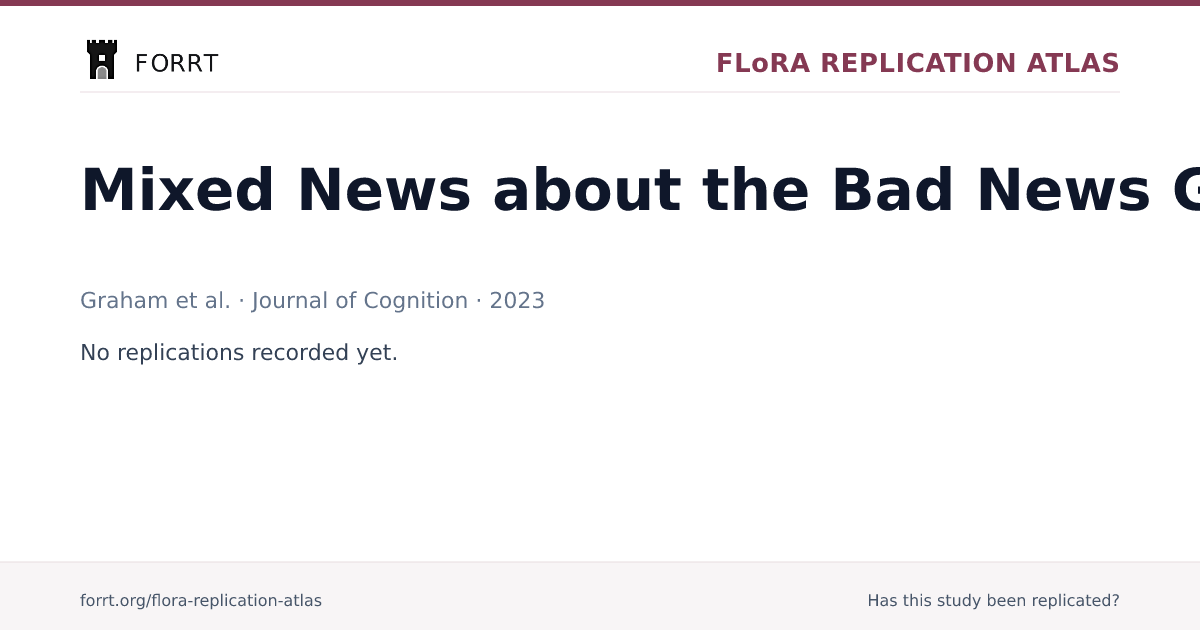 FORRT
FLoRA REPLICATION ATLAS
Mixed News about the Bad News G
Graham et al. · Journal of Cognition · 2023
No replications recorded yet.
forrt.org/flora-replication-atlas
Has this study been replicated?